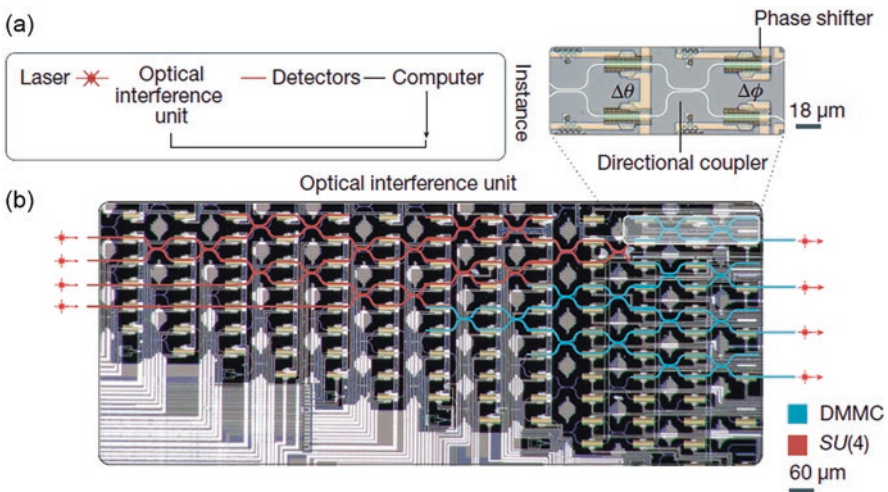 (a)
Laser
Optical
interference
unit
Detectors
Computer
Instance
Phase shifter
Δθ
Δϕ
18 μm
Directional coupler
Optical interference unit
(b)
DMMC
SU(4)
60 μm